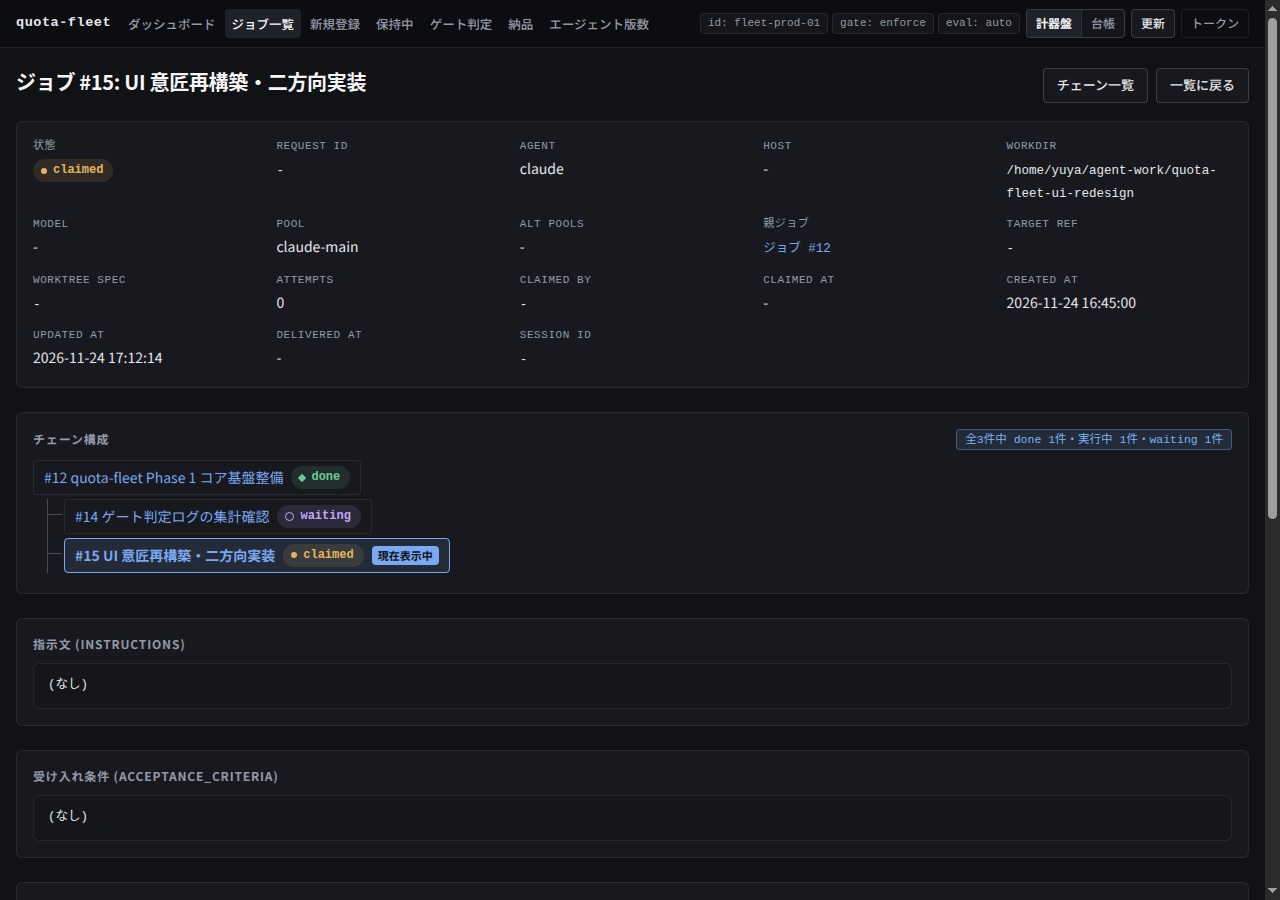 quota-fleet ダッシュボード ジョブ一覧 新規登録 保持中 ゲート判定 納品 エージェント版数 id: fleet-prod-01 gate: enforce eval: auto 計器盤 台帳 更新 トークン
ジョブ #15: UI 意匠再構築・二方向実装 チェーン一覧 一覧に戻る
状態 REQUEST ID AGENT HOST WORKDIR
claimed - claude - /home/yuya/agent-work/quota-
fleet-ui-redesign
MODEL POOL ALT POOLS 親ジョブ TARGET REF
- claude-main - ジョブ #12 -
WORKTREE SPEC ATTEMPTS CLAIMED BY CLAIMED AT CREATED AT
- 0 - - 2026-11-24 16:45:00
UPDATED AT DELIVERED AT SESSION ID
2026-11-24 17:12:14 - -
チェーン構成 全3件中 done 1件・実行中 1件・waiting 1件
#12 quota-fleet Phase 1 コア基盤整備 done
#14 ゲート判定ログの集計確認 waiting
#15 UI 意匠再構築・二方向実装 claimed 現在表示中
指示文 (INSTRUCTIONS)
(なし)
受け入れ条件 (ACCEPTANCE_CRITERIA)
(なし)